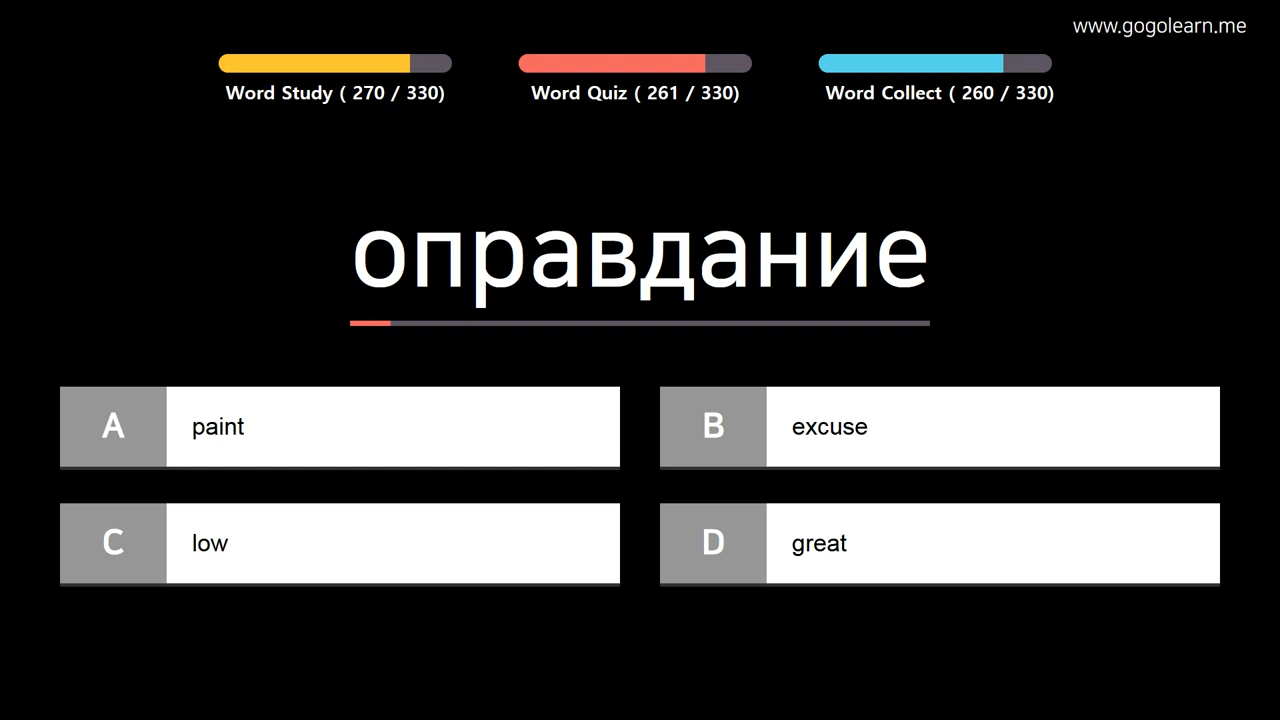 www.gogolearn.me
Word Study ( 270 / 330)
Word Quiz ( 261 / 330)
Word Collect ( 260 / 330)
оправдание
A paint
B excuse
C low
D great